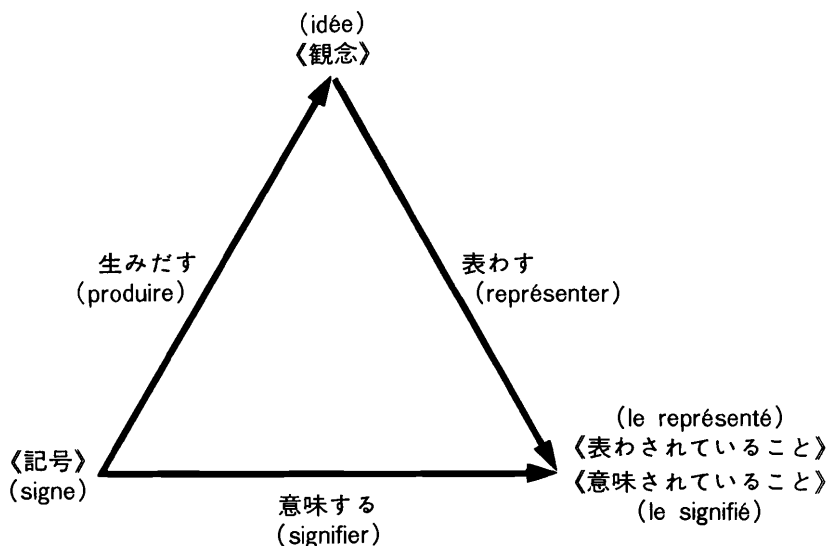 (idée)
《観念》
生みだす
(produire)
表わす
(représenter)
(le représenté)
《表わされていること》
《記号》
(signe)
《意味されていること》
(le signifié)
意味する
(signifier)